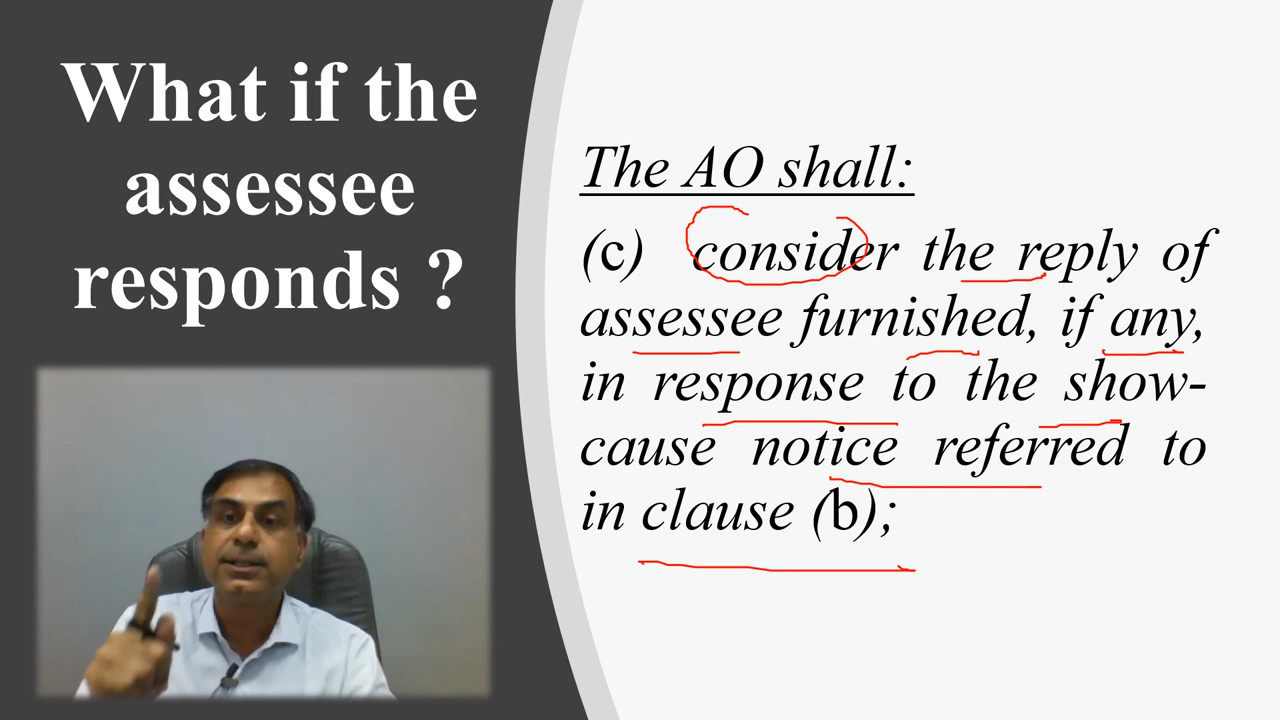 What if the
assessee
responds ?
The AO shall:
(c) consider the reply of
assessee furnished, if any,
in response to the show-
cause notice referred to
in clause (b);